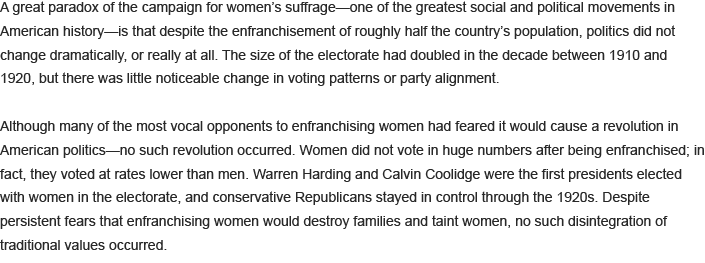 A great paradox of the campaign for women’s suffrage—one of the greatest social and political movements in
American history—is that despite the enfranchisement of roughly half the country’s population, politics did not
change dramatically, or really at all. The size of the electorate had doubled in the decade between 1910 and
1920, but there was little noticeable change in voting patterns or party alignment.

Although many of the most vocal opponents to enfranchising women had feared it would cause a revolution in
American politics—no such revolution occurred. Women did not vote in huge numbers after being enfranchised; in
fact, they voted at rates lower than men. Warren Harding and Calvin Coolidge were the first presidents elected
with women in the electorate, and conservative Republicans stayed in control through the 1920s. Despite
persistent fears that enfranchising women would destroy families and taint women, no such disintegration of
traditional values occurred.